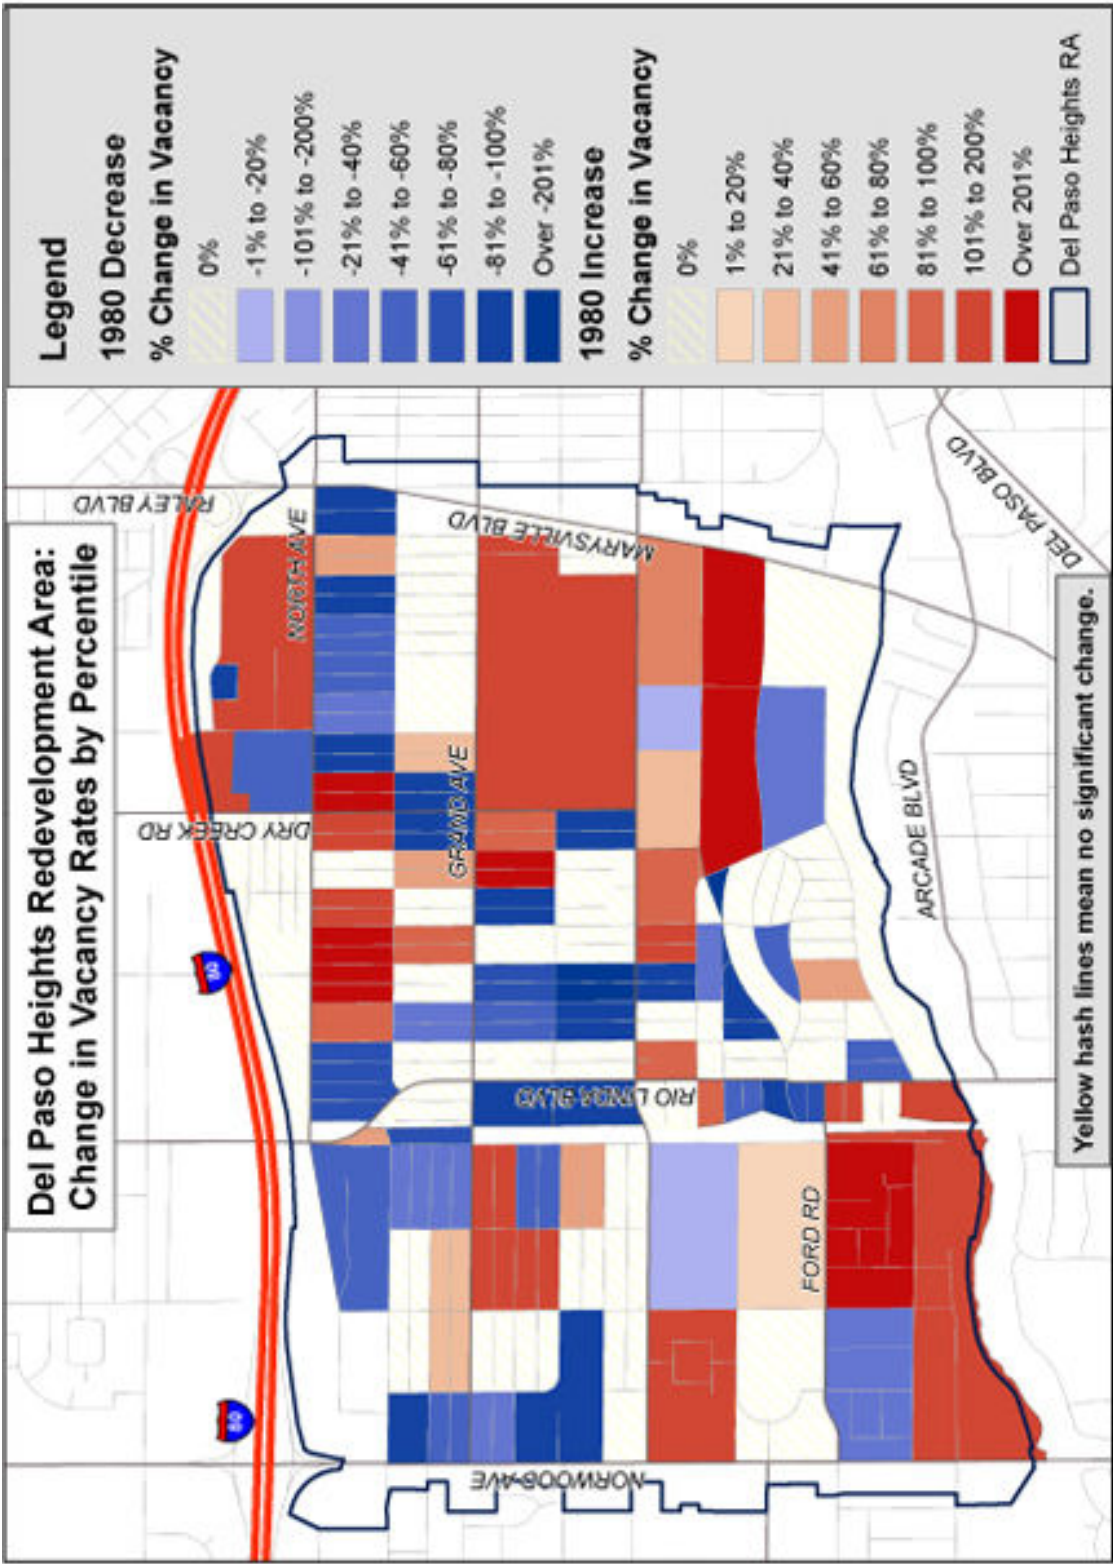 Del Paso Heights Redevelopment Area:
Change in Vacancy Rates by Percentile
Legend
1980 Decrease
% Change in Vacancy
0%
-1% to -20%
-101% to -200%
-21% to -40%
-41% to -60%
-61% to -80%
-81% to -100%
Over -201%
1980 Increase
% Change in Vacancy
0%
1% to 20%
21% to 40%
41% to 60%
61% to 80%
81% to 100%
101% to 200%
Over 201%
Del Paso Heights RA
RALEY BLVD
NORTH AVE
MARYSVILLE BLVD
DEL PASO BLVD
DRY CREEK RD
GRAND AVE
ARCADE BLVD
80
RIO LINDA BLVD
FORD RD
80
NORWOOD AVE
Yellow hash lines mean no significant change.